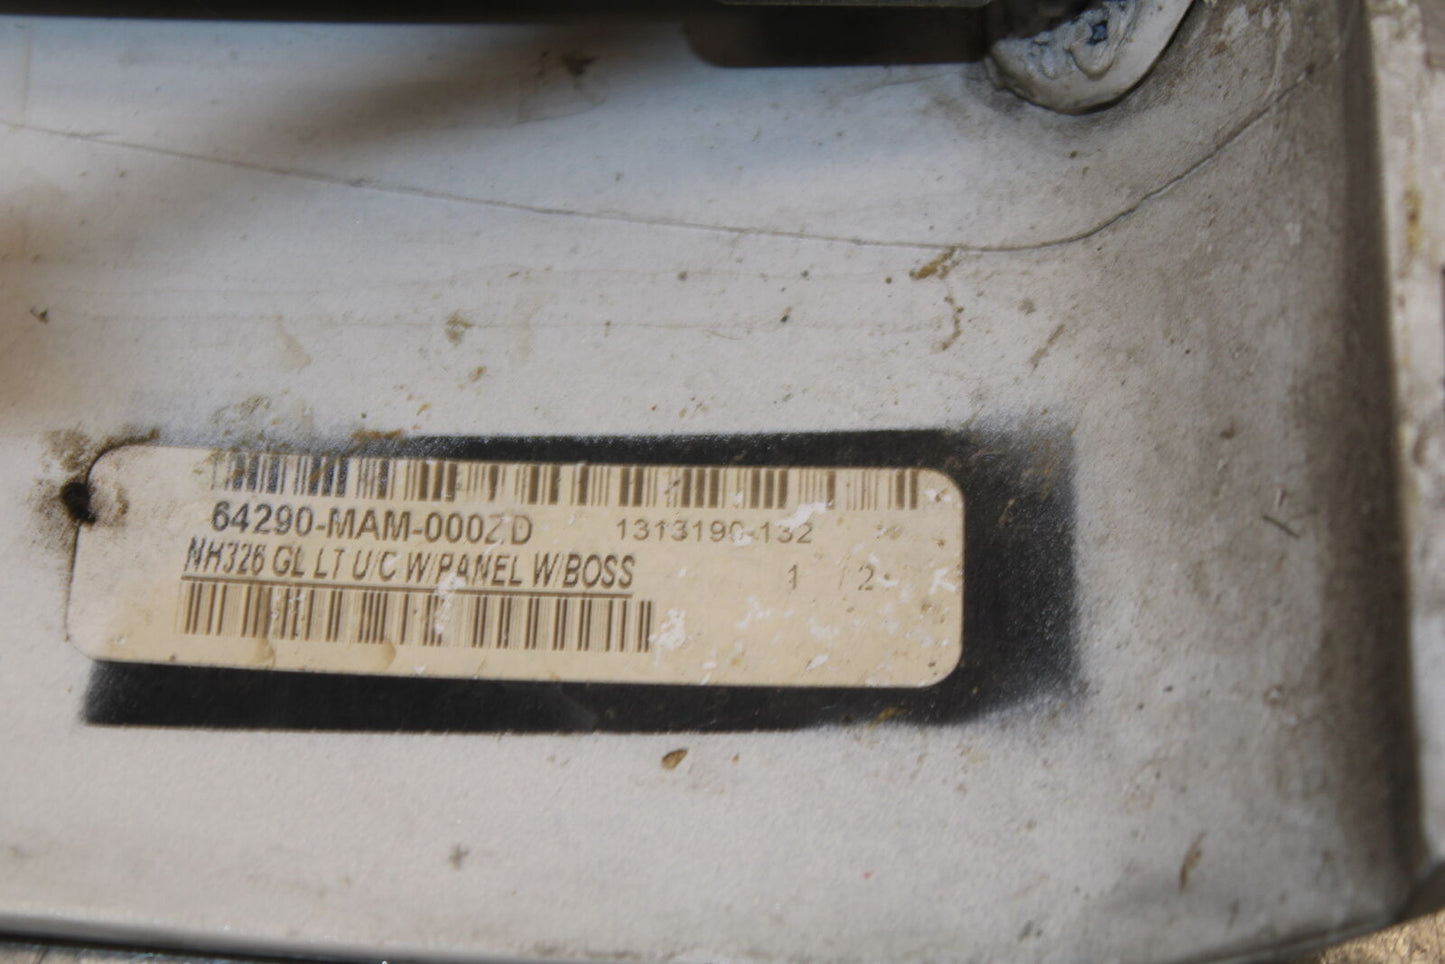 64290-MAM-000ZD 1313190-132
NH326 GL LT U/C W/PANEL W/BOSS 1 / 2